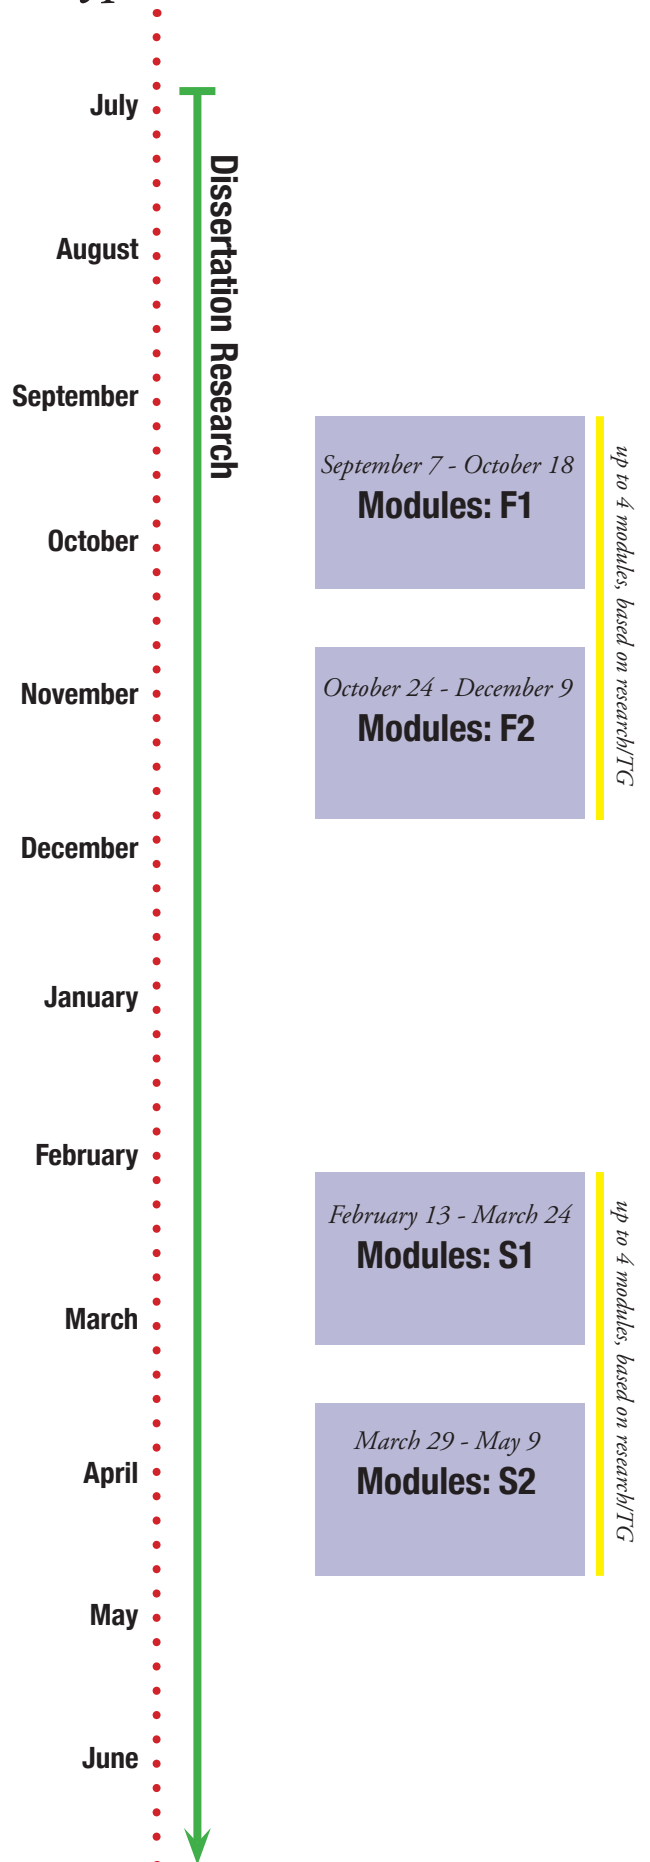 July
Dissertation Research
August
September
September 7 - October 18
Modules: F1
up to 4 modules, based on research/TG
October
October 24 - December 9
Modules: F2
November
December
January
February
February 13 - March 24
Modules: S1
up to 4 modules, based on research/TG
March
March 29 - May 9
Modules: S2
April
May
June